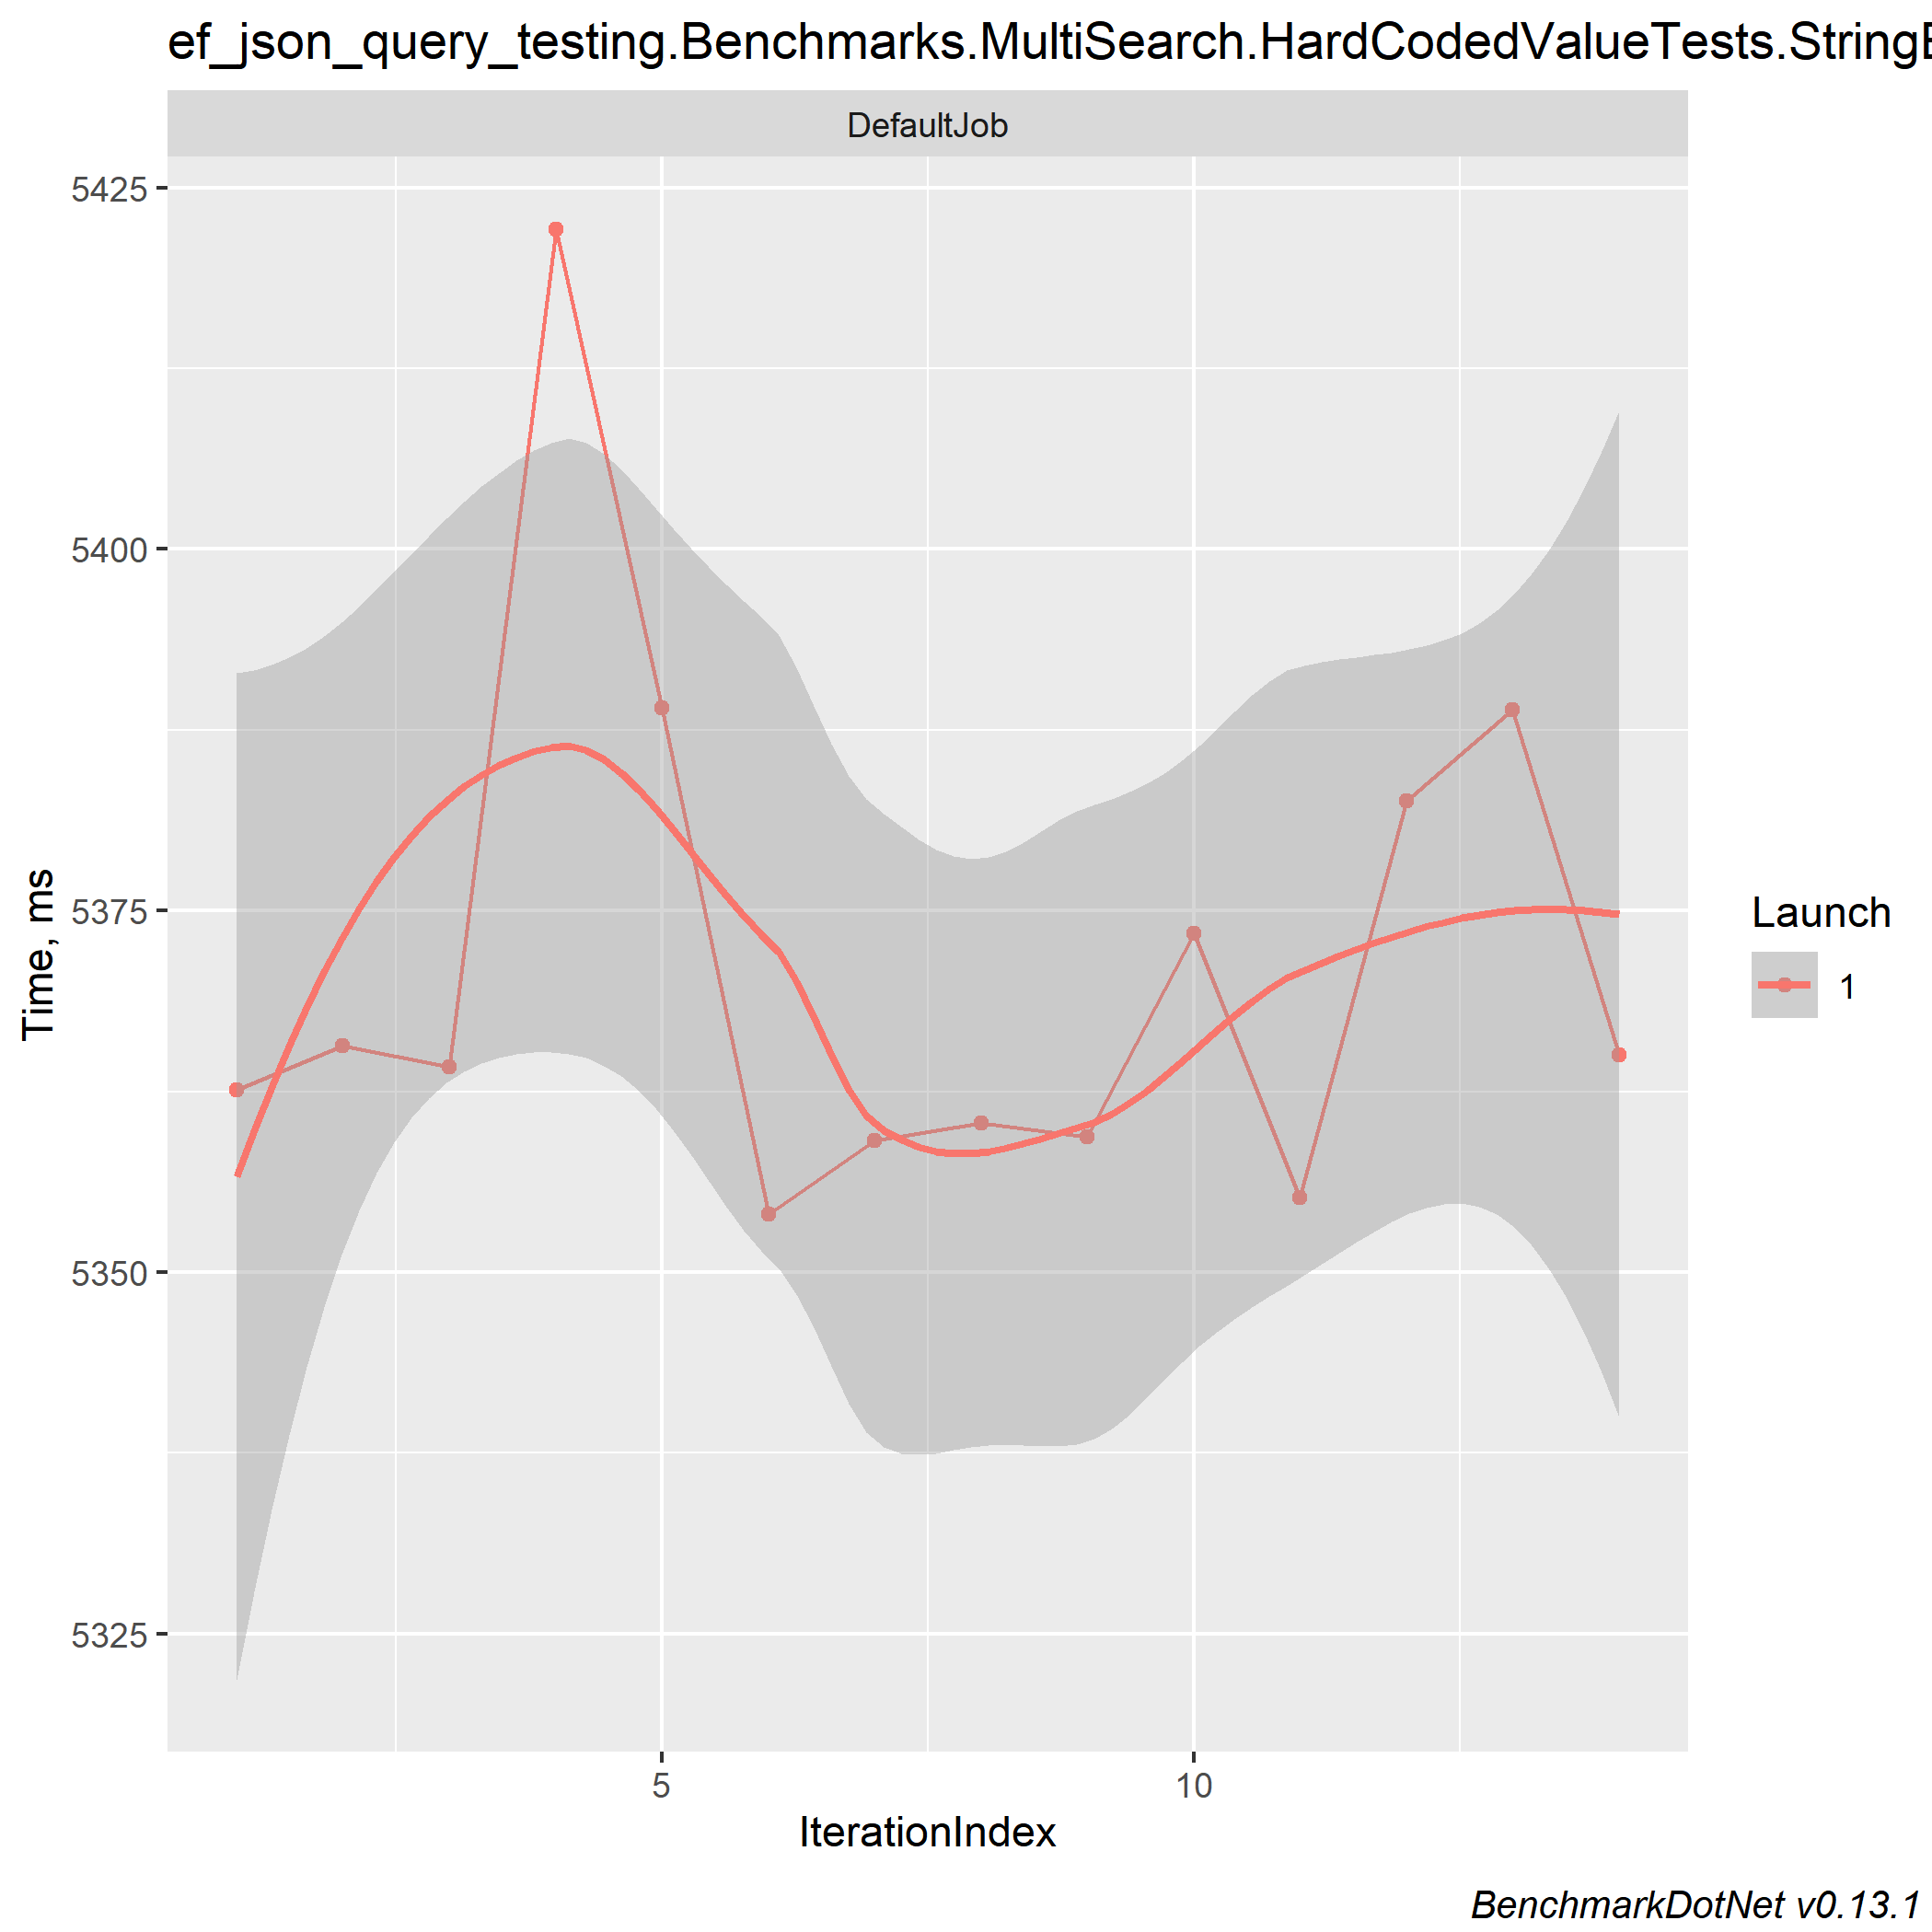 ef_json_query_testing.Benchmarks.MultiSearch.HardCodedValueTests.String
DefaultJob
5425
5400
5375
5350
5325
Time, ms
5
10
IterationIndex
Launch
1
BenchmarkDotNet v0.13.1